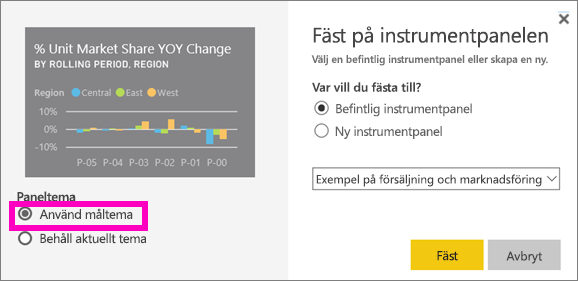 % Unit Market Share YOY Change
BY ROLLING PERIOD, REGION
Region Central East West
10%
0%
-10%
P-05 P-04 P-03 P-02 P-01 P-00
Paneltema
Använd måltema
Behåll aktuellt tema
Fäst på instrumentpanelen
Välj en befintlig instrumentpanel eller skapa en ny.
Var vill du fästa till?
Befintlig instrumentpanel
Ny instrumentpanel
Exempel på försäljning och marknadsföring
Fäst Avbryt